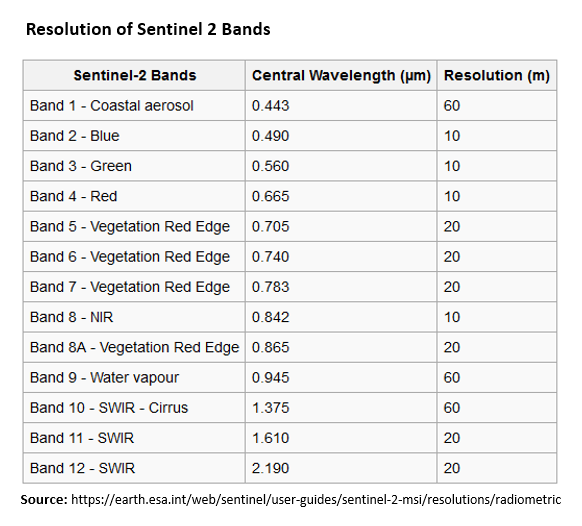 Resolution of Sentinel 2 Bands
Sentinel-2 Bands Central Wavelength (µm) Resolution (m)
Band 1 - Coastal aerosol 0.443 60
Band 2 - Blue 0.490 10
Band 3 - Green 0.560 10
Band 4 - Red 0.665 10
Band 5 - Vegetation Red Edge 0.705 20
Band 6 - Vegetation Red Edge 0.740 20
Band 7 - Vegetation Red Edge 0.783 20
Band 8 - NIR 0.842 10
Band 8A - Vegetation Red Edge 0.865 20
Band 9 - Water vapour 0.945 60
Band 10 - SWIR - Cirrus 1.375 60
Band 11 - SWIR 1.610 20
Band 12 - SWIR 2.190 20
Source: https://earth.esa.int/web/sentinel/user-guides/sentinel-2-msi/resolutions/radiometric